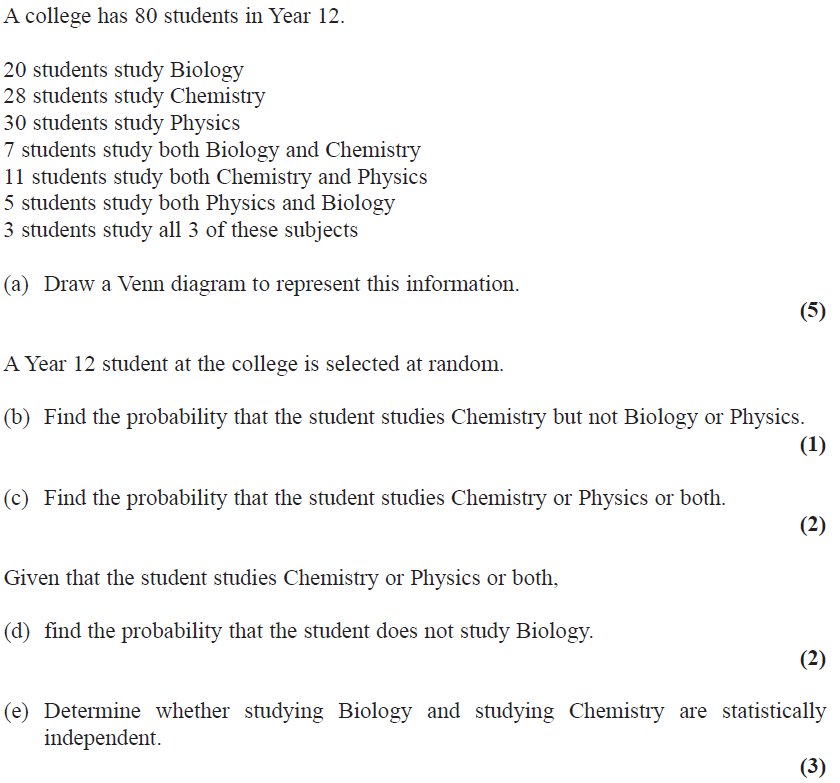 A college has 80 students in Year 12.
20 students study Biology
28 students study Chemistry
30 students study Physics
7 students study both Biology and Chemistry
11 students study both Chemistry and Physics
5 students study both Physics and Biology
3 students study all 3 of these subjects
(a) Draw a Venn diagram to represent this information.
(5)
A Year 12 student at the college is selected at random.
(b) Find the probability that the student studies Chemistry but not Biology or Physics.
(1)
(c) Find the probability that the student studies Chemistry or Physics or both.
(2)
Given that the student studies Chemistry or Physics or both,
(d) find the probability that the student does not study Biology.
(2)
(e) Determine whether studying Biology and studying Chemistry are statistically
independent.
(3)